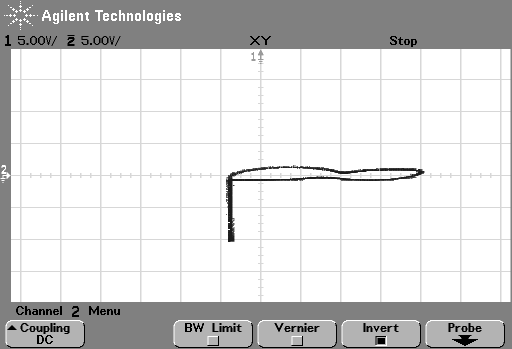 Agilent Technologies
1 5.00V/ 2 5.00V/ XY Stop
1
2
Channel 2 Menu
Coupling BW Limit Vernier Invert Probe
DC